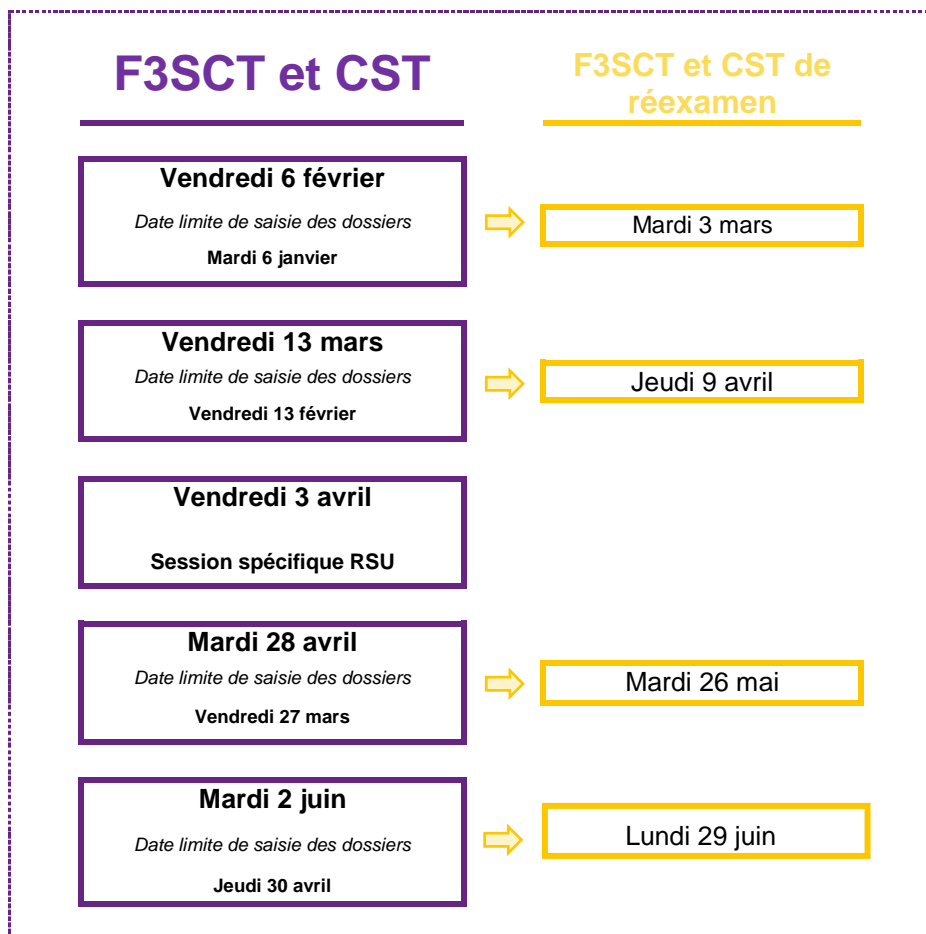 F3SCT et CST
F3SCT et CST de
réexamen
Vendredi 6 février
Date limite de saisie des dossiers
Mardi 6 janvier
Mardi 3 mars
Vendredi 13 mars
Date limite de saisie des dossiers
Vendredi 13 février
Jeudi 9 avril
Vendredi 3 avril
Session spécifique RSU
Mardi 28 avril
Date limite de saisie des dossiers
Vendredi 27 mars
Mardi 26 mai
Mardi 2 juin
Date limite de saisie des dossiers
Jeudi 30 avril
Lundi 29 juin